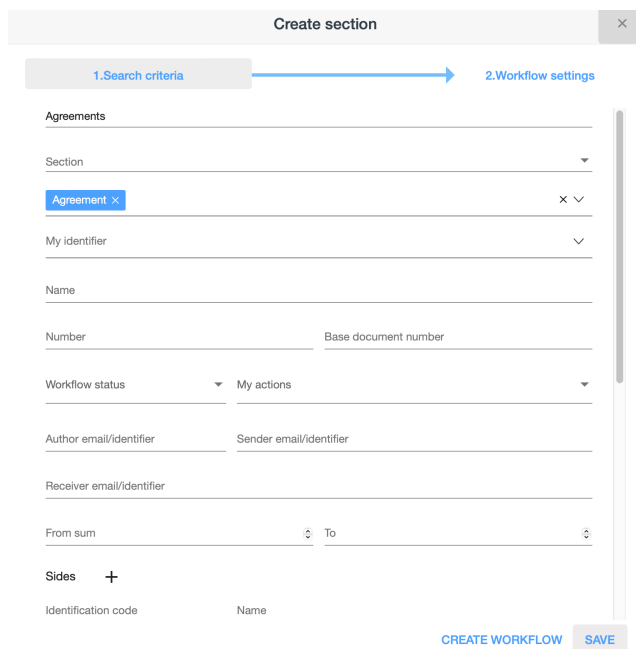 Create section
1.Search criteria
2.Workflow settings
Agreements
Section
Agreement
My identifier
Name
Number Base document number
Workflow status My actions
Author email/identifier Sender email/identifier
Receiver email/identifier
From sum To
Sides
Identification code Name
CREATE WORKFLOW SAVE